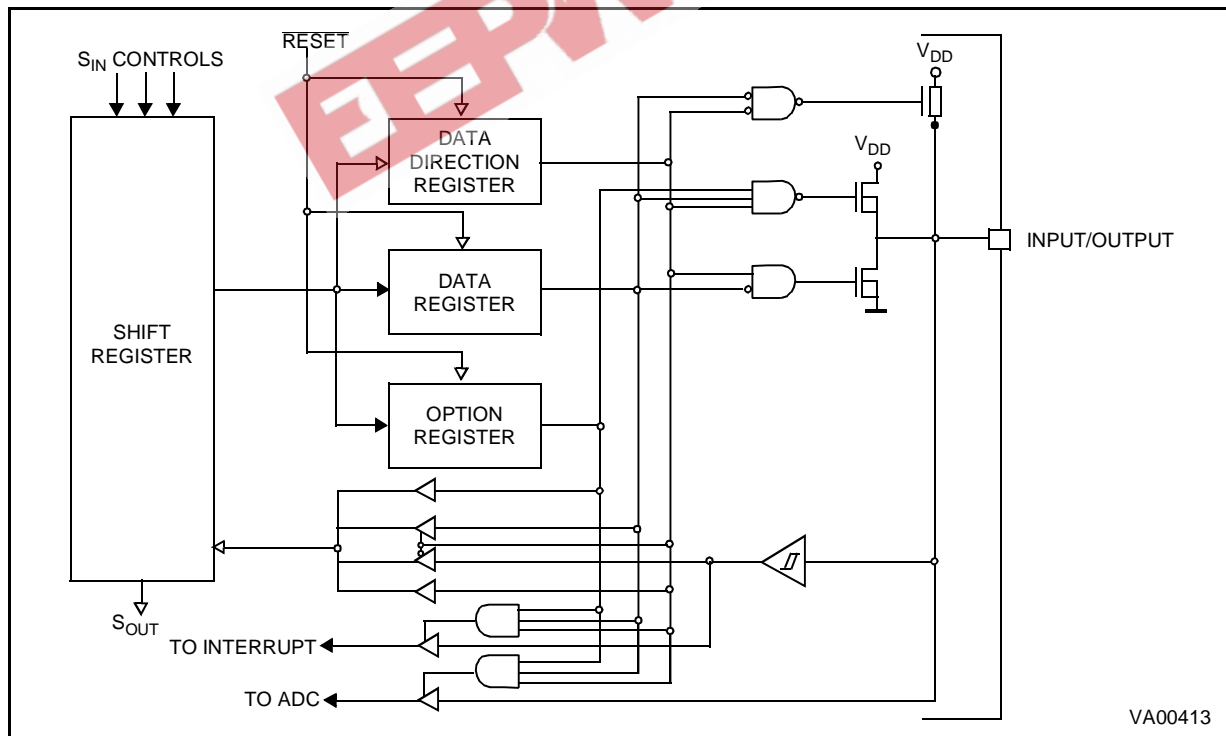 RESET
S_IN CONTROLS
V_DD
DATA
DIRECTION
REGISTER
V_DD
INPUT/OUTPUT
DATA
REGISTER
SHIFT
REGISTER
OPTION
REGISTER
S_OUT
TO INTERRUPT
TO ADC
VA00413